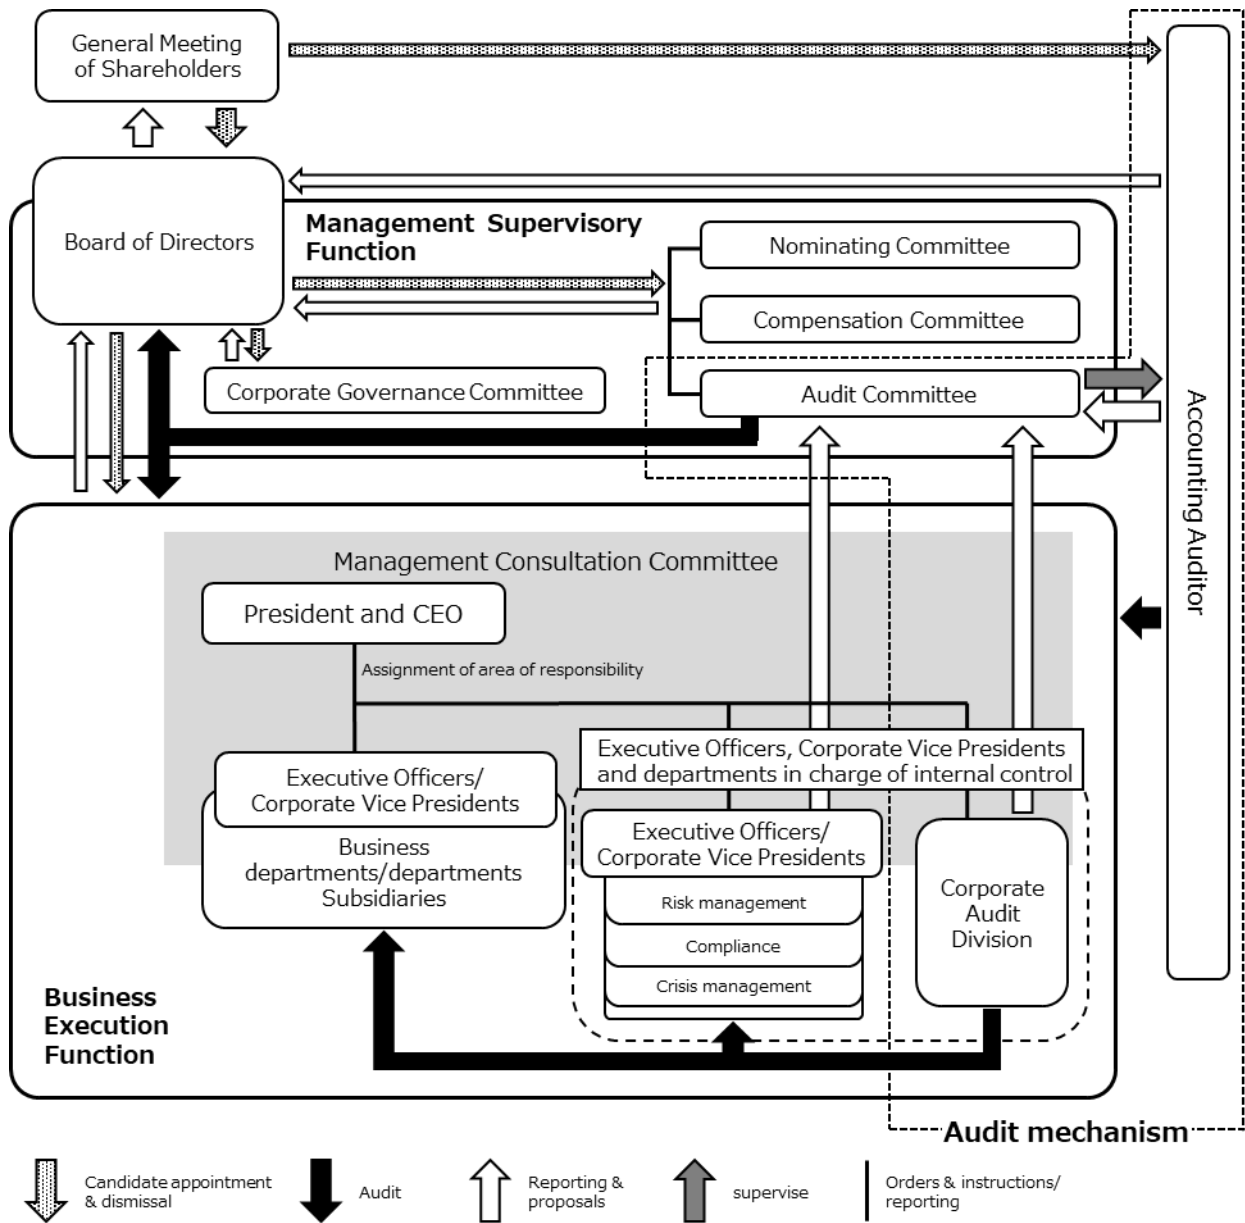 General Meeting
of Shareholders
Board of Directors
Management Supervisory
Function
Nominating Committee
Compensation Committee
Audit Committee
Corporate Governance Committee
Accounting Auditor
Management Consultation Committee
President and CEO
Assignment of area of responsibility
Executive Officers, Corporate Vice Presidents
and departments in charge of internal control
Executive Officers/
Corporate Vice Presidents
Business
departments/departments
Subsidiaries
Executive Officers/
Corporate Vice Presidents
Risk management
Compliance
Crisis management
Corporate
Audit
Division
Business
Execution
Function
Audit mechanism
Candidate appointment
& dismissal
Audit
Reporting &
proposals
supervise
Orders & instructions/
reporting